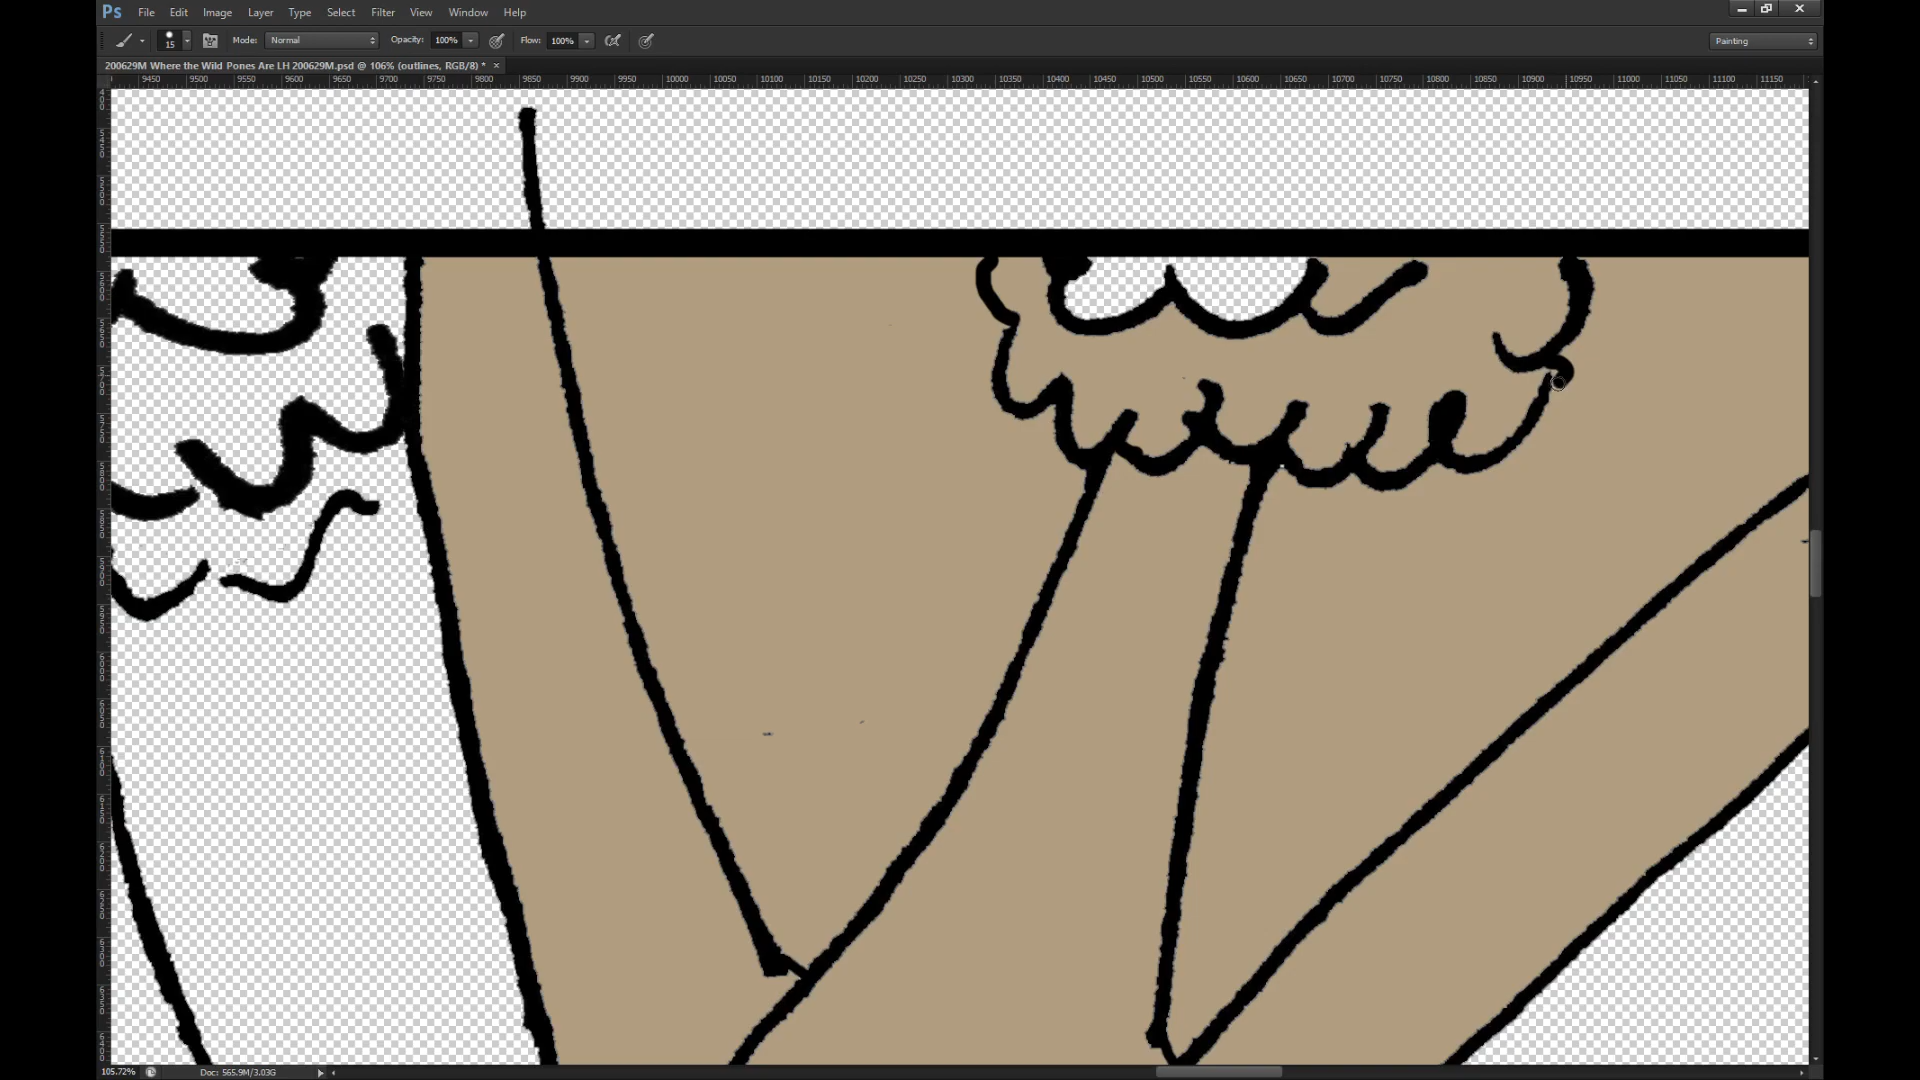 Ps File Edit Image Layer Type Select Filter View Window Help
15 Mode: Normal Opacity: 100% Flow: 100% Painting
200629M Where the Wild Pones Are LH 200629M.psd @ 106% (outlines, RGB/8) * ×
9450 9500 9550 9600 9650 9700 9750 9800 9850 9900 9950 10000 10050 10100 10150 10200 10250 10300 10350 10400 10450 10500 10550 10600 10650 10700 10750 10800 10850 10900 10950 11000 11050 11100 11150
105.72% Doc: 565.9M/3.03G